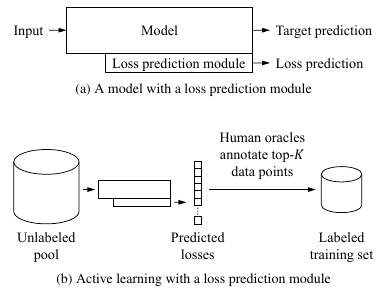 Input
Model
Target prediction
Loss prediction module
Loss prediction
(a) A model with a loss prediction module
Human oracles
annotate top-K
data points
Unlabeled
pool
Predicted
losses
Labeled
training set
(b) Active learning with a loss prediction module